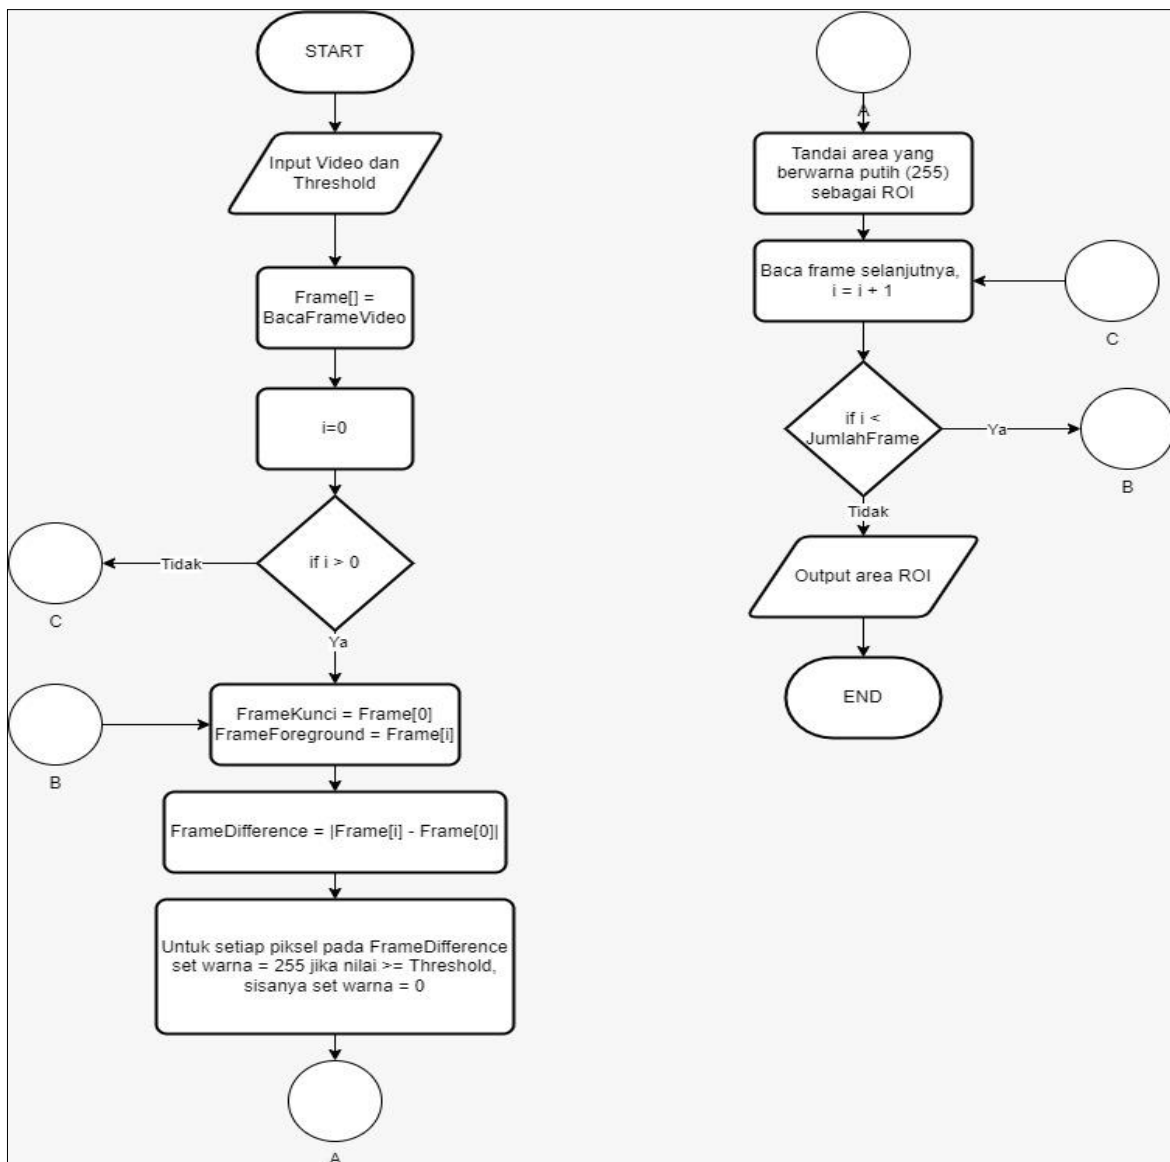 START
Input Video dan
Threshold
Frame[] =
BacaFrameVideo
i=0
if i > 0
Tidak
C
Ya
FrameKunci = Frame[0]
FrameForeground = Frame[i]
B
FrameDifference = |Frame[i] - Frame[0]|
Untuk setiap piksel pada FrameDifference
set warna = 255 jika nilai >= Threshold,
sisanya set warna = 0
A
A
Tandai area yang
berwarna putih (255)
sebagai ROI
Baca frame selanjutnya,
i = i + 1
C
if i <
JumlahFrame
Ya
B
Tidak
Output area ROI
END